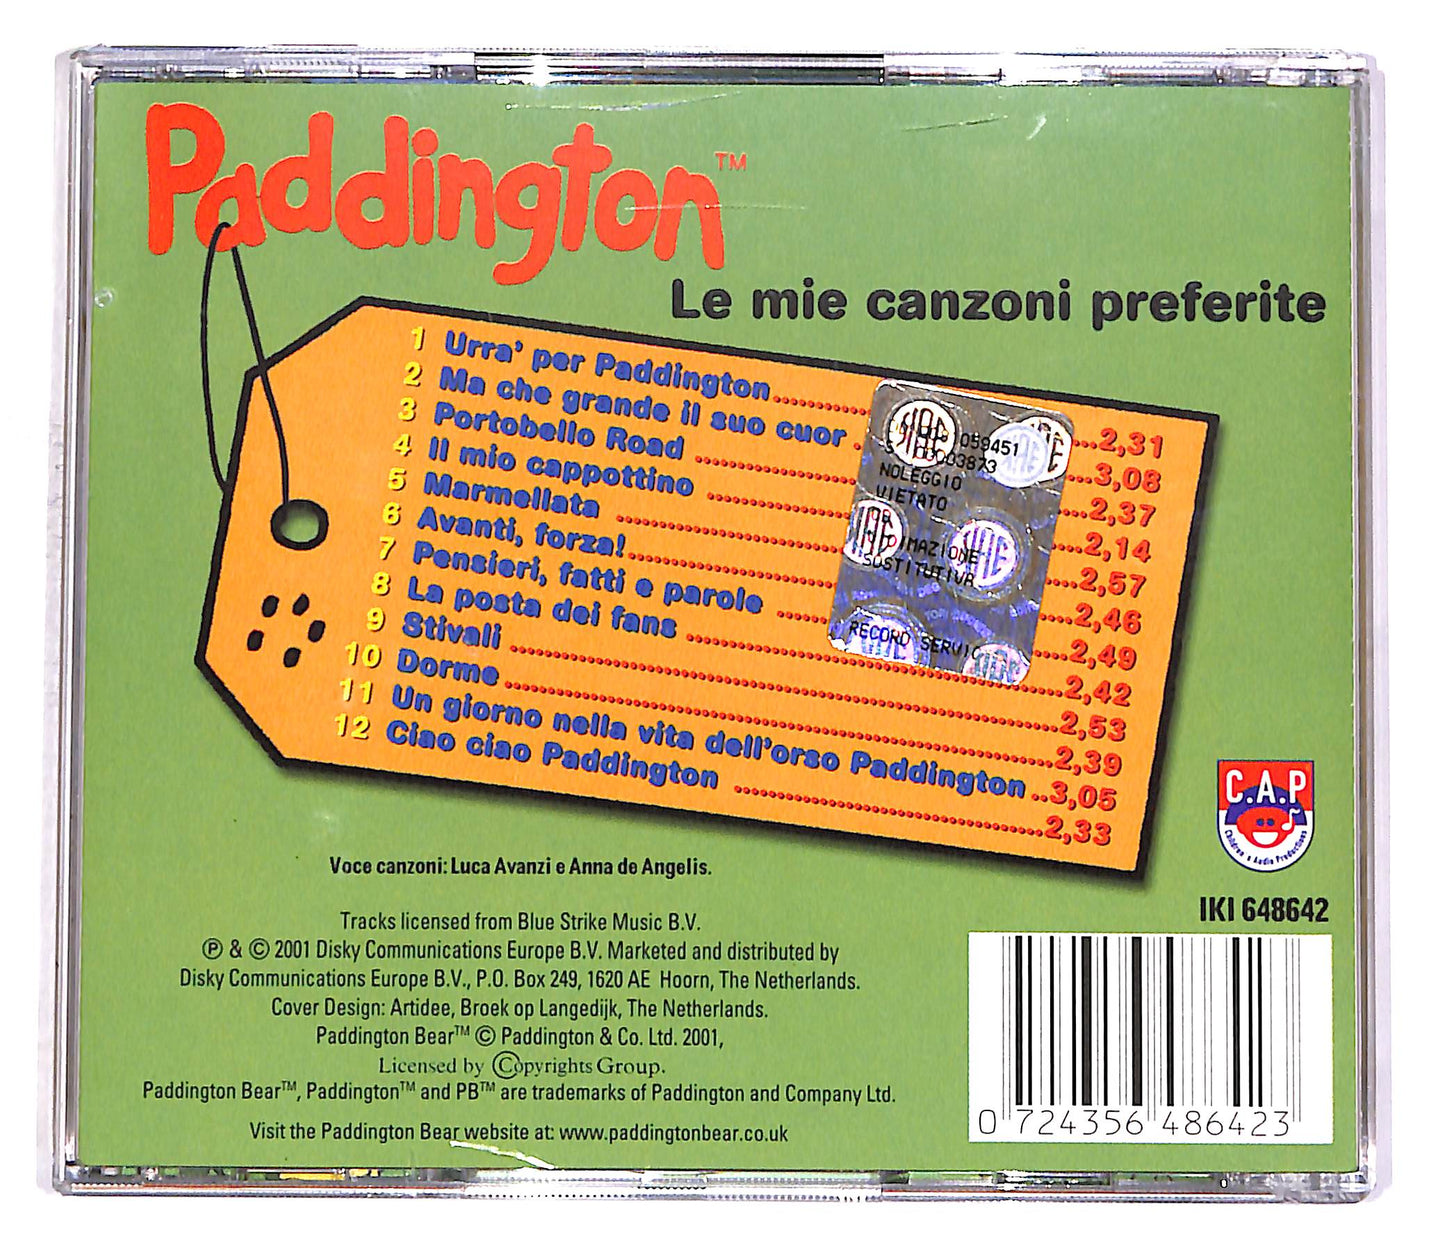 Paddington™
Le mie canzoni preferite
1 Urra' per Paddington 2,31
2 Ma che grande il suo cuor 3,08
3 Portobello Road 2,37
4 Il mio cappottino 2,14
5 Marmellata 2,57
6 Avanti, forza! 2,46
7 Pensieri, fatti e parole 2,49
8 La posta dei fans 2,42
9 Stivali 2,53
10 Dorme 2,39
11 Un giorno nella vita dell'orso Paddington 3,05
12 Ciao ciao Paddington 2,33
SIAE
059451
NOLEGGIO
VIETATO
SUSTITUTIVA
RECORD SERVIC
C.A.P
Children's Audio Productions
Voce canzoni: Luca Avanzi e Anna de Angelis.
IKI 648642
Tracks licensed from Blue Strike Music B.V.
℗ & © 2001 Disky Communications Europe B.V. Marketed and distributed by
Disky Communications Europe B.V., P.O. Box 249, 1620 AE Hoorn, The Netherlands.
Cover Design: Artidee, Broek op Langedijk, The Netherlands.
Paddington Bear™ © Paddington & Co. Ltd. 2001,
Licensed by ©opyrights Group.
Paddington Bear™, Paddington™ and PB™ are trademarks of Paddington and Company Ltd.
Visit the Paddington Bear website at: www.paddingtonbear.co.uk
0 724356 486423